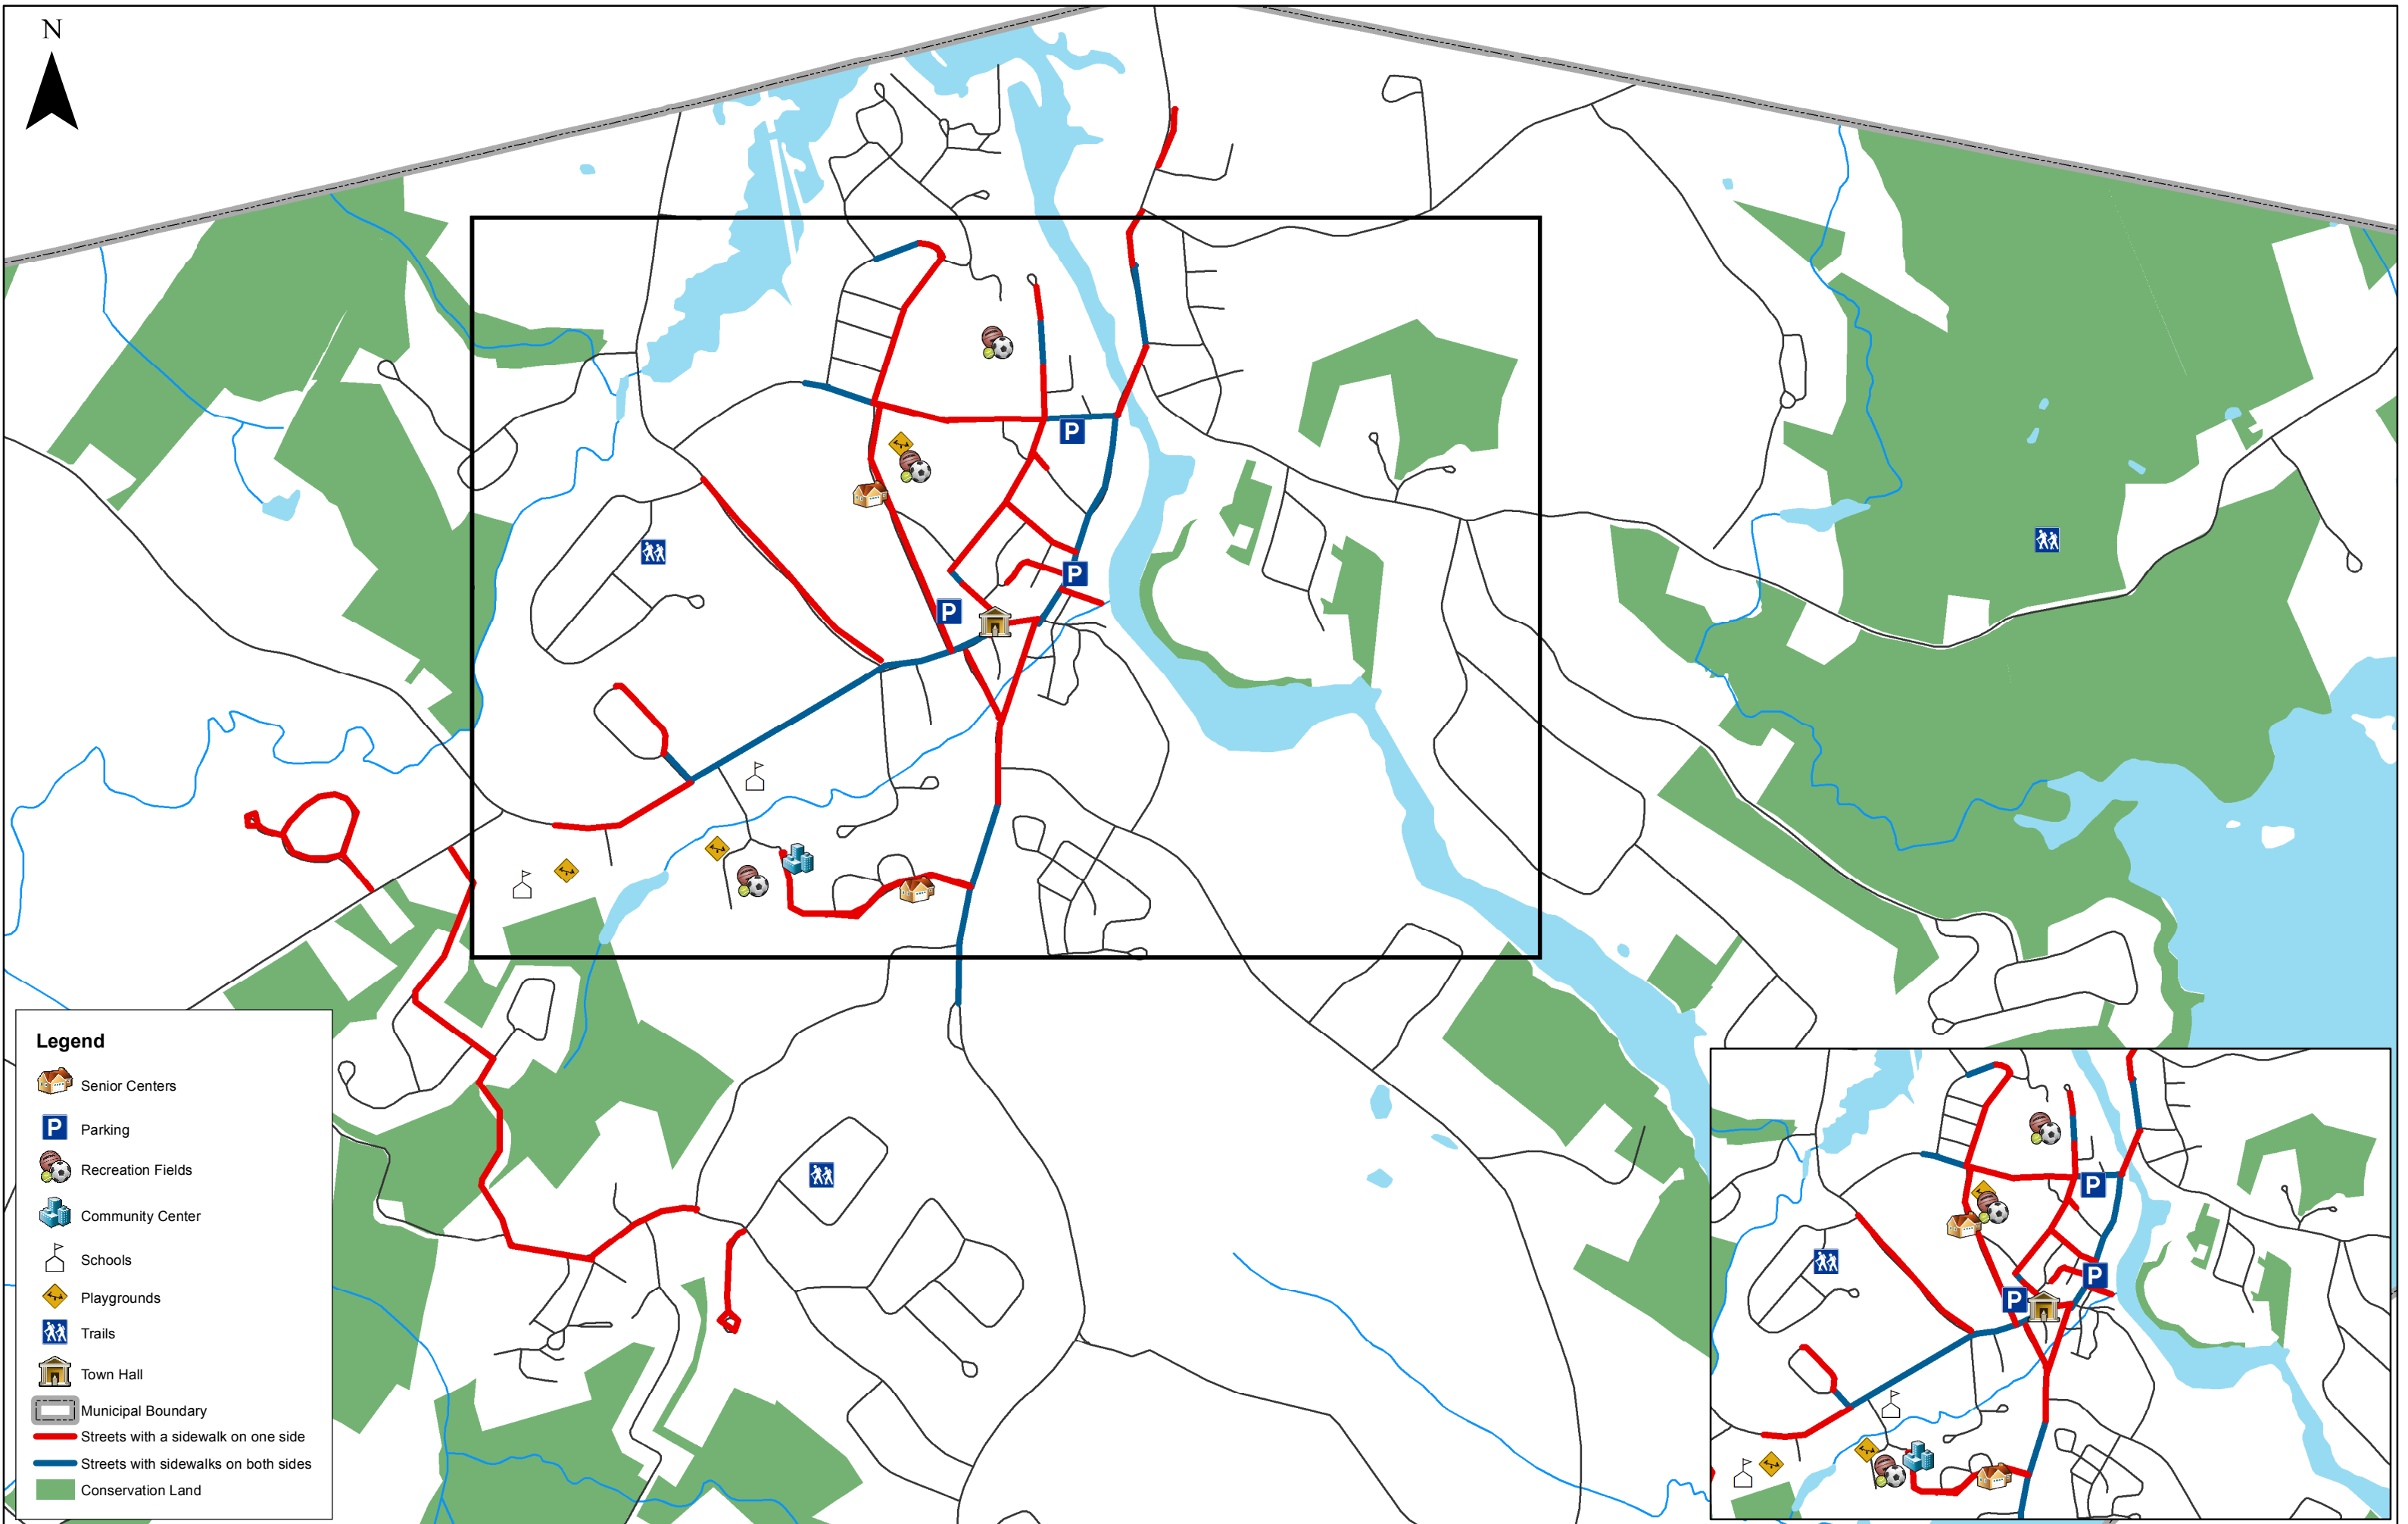 N
P
P
P
Legend
Senior Centers
P Parking
Recreation Fields
Community Center
Schools
Playgrounds
Trails
Town Hall
Municipal Boundary
Streets with a sidewalk on one side
Streets with sidewalks on both sides
Conservation Land
P
P
P